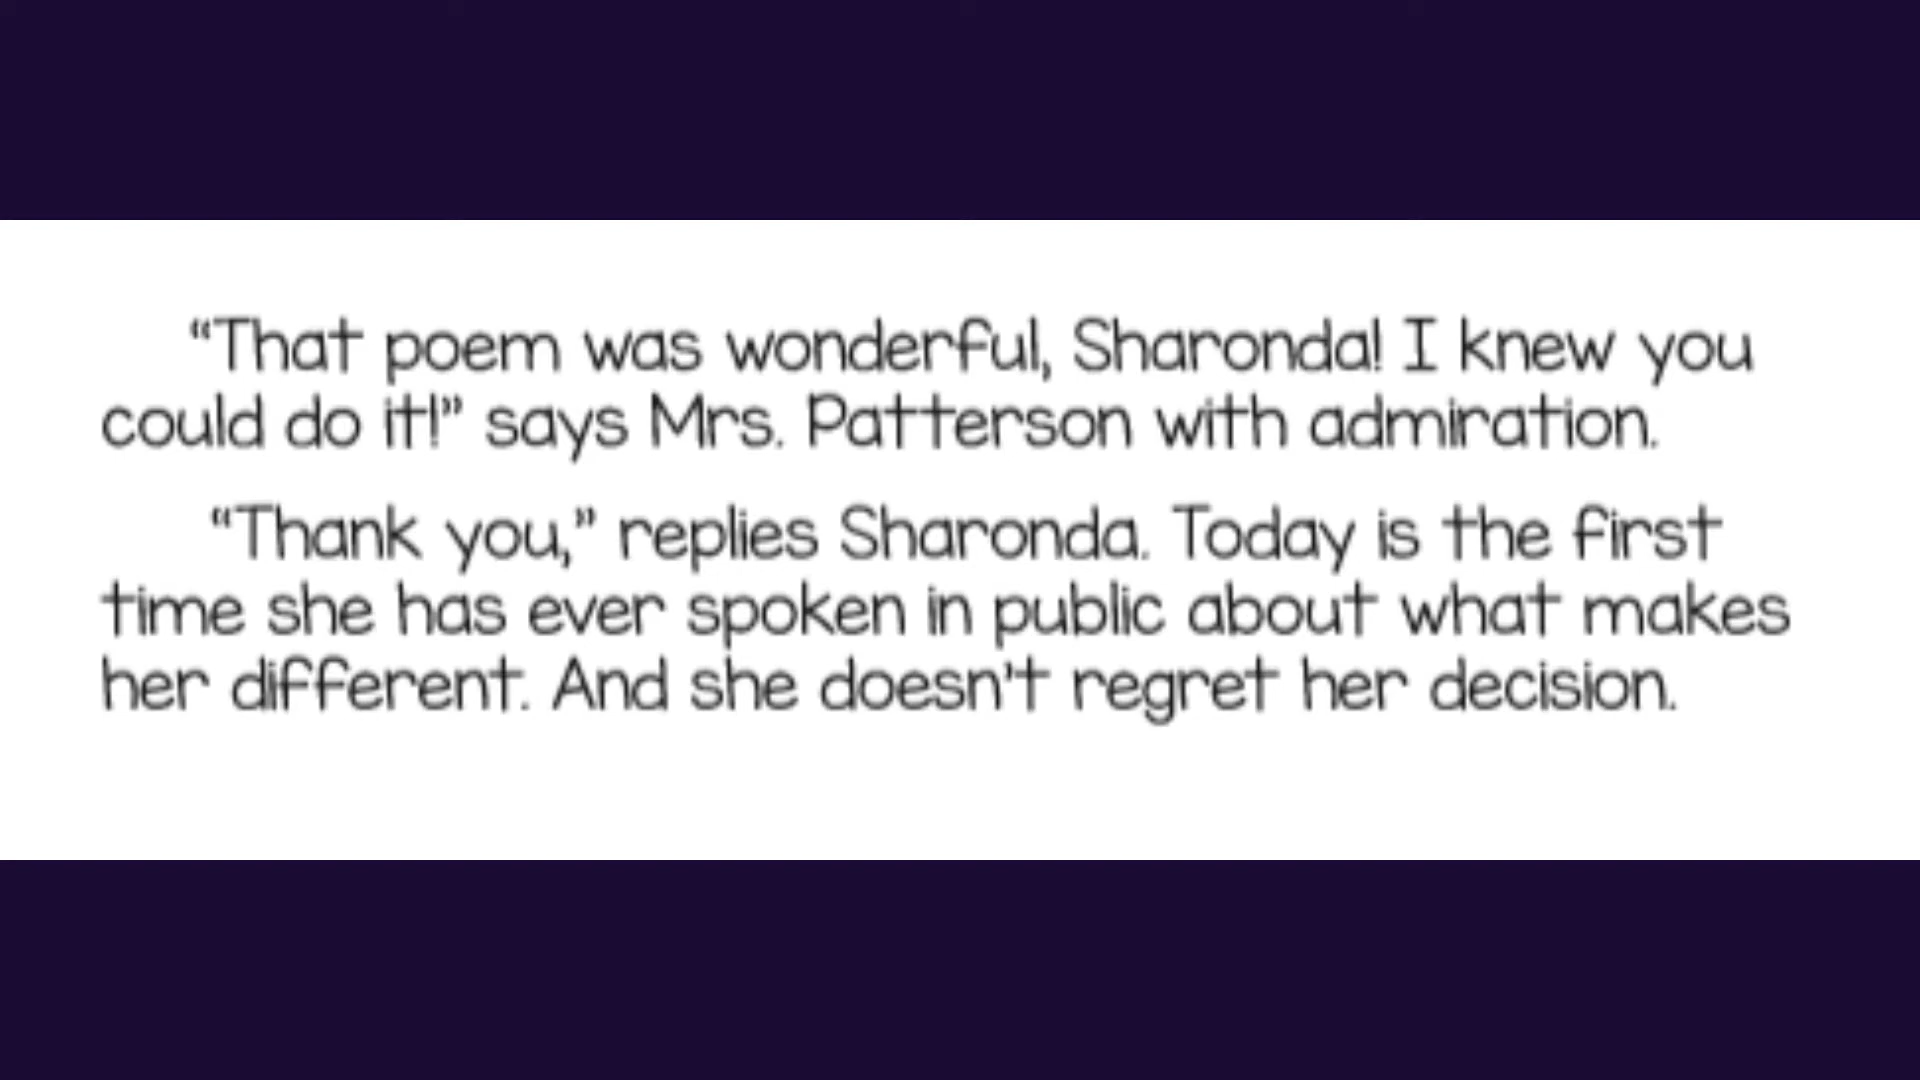 “That poem was wonderful, Sharonda! I knew you
could do it!” says Mrs. Patterson with admiration.
“Thank you,” replies Sharonda. Today is the first
time she has ever spoken in public about what makes
her different. And she doesn’t regret her decision.